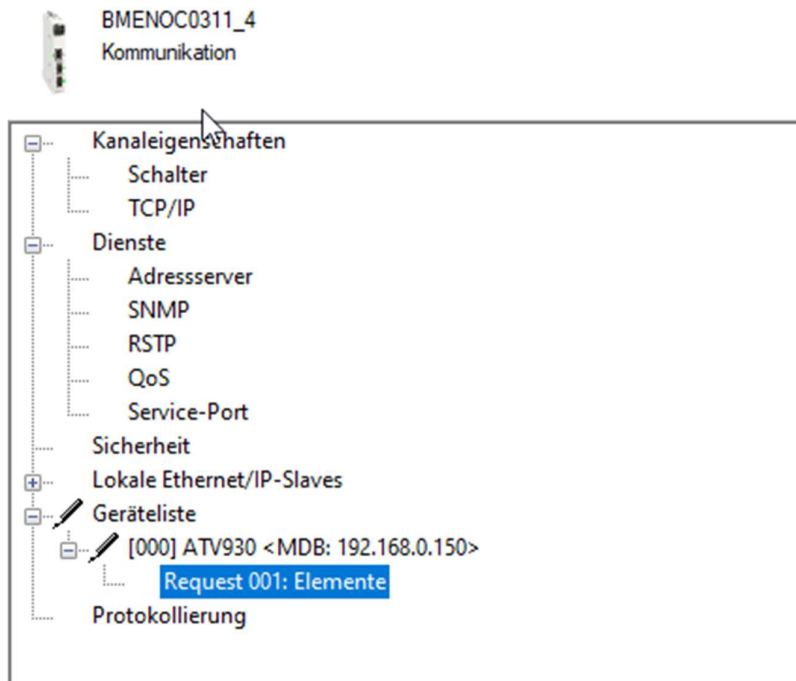 BMENOC0311_4
Kommunikation
Kanaleigenschaften
Schalter
TCP/IP
Dienste
Adressserver
SNMP
RSTP
QoS
Service-Port
Sicherheit
Lokale Ethernet/IP-Slaves
Geräteliste
[000] ATV930 <MDB: 192.168.0.150>
Request 001: Elemente
Protokollierung